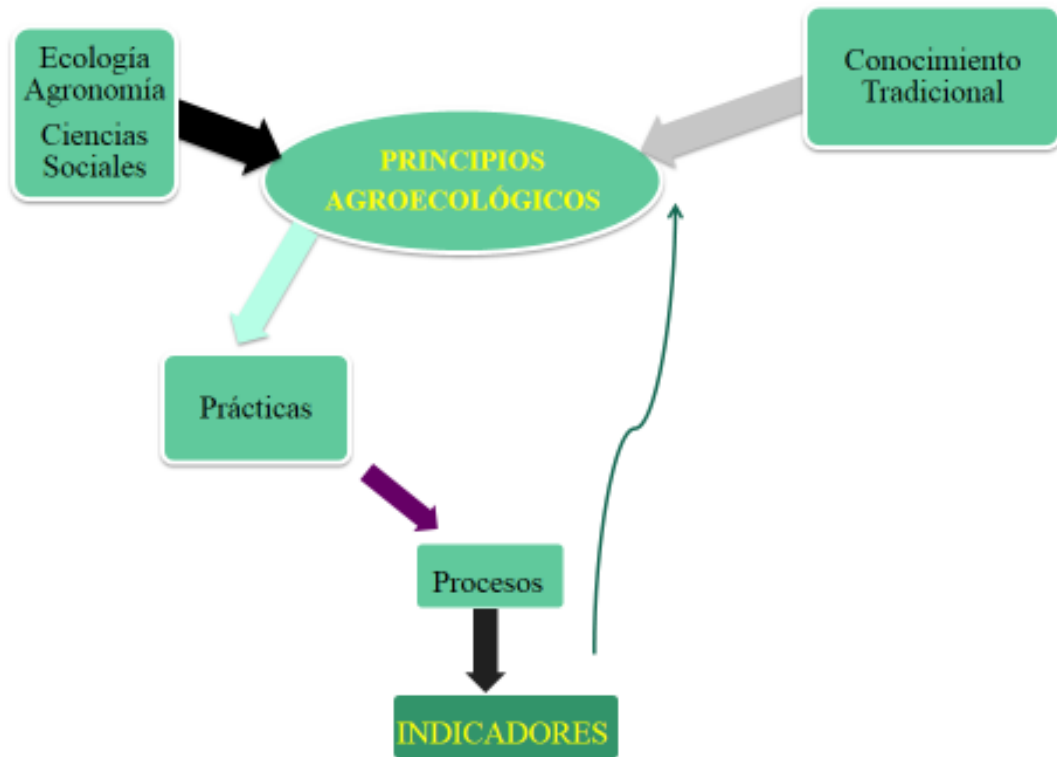 Ecología
Agronomía
Ciencias
Sociales
Conocimiento
Tradicional
PRINCIPIOS
AGROECOLÓGICOS
Prácticas
Procesos
INDICADORES